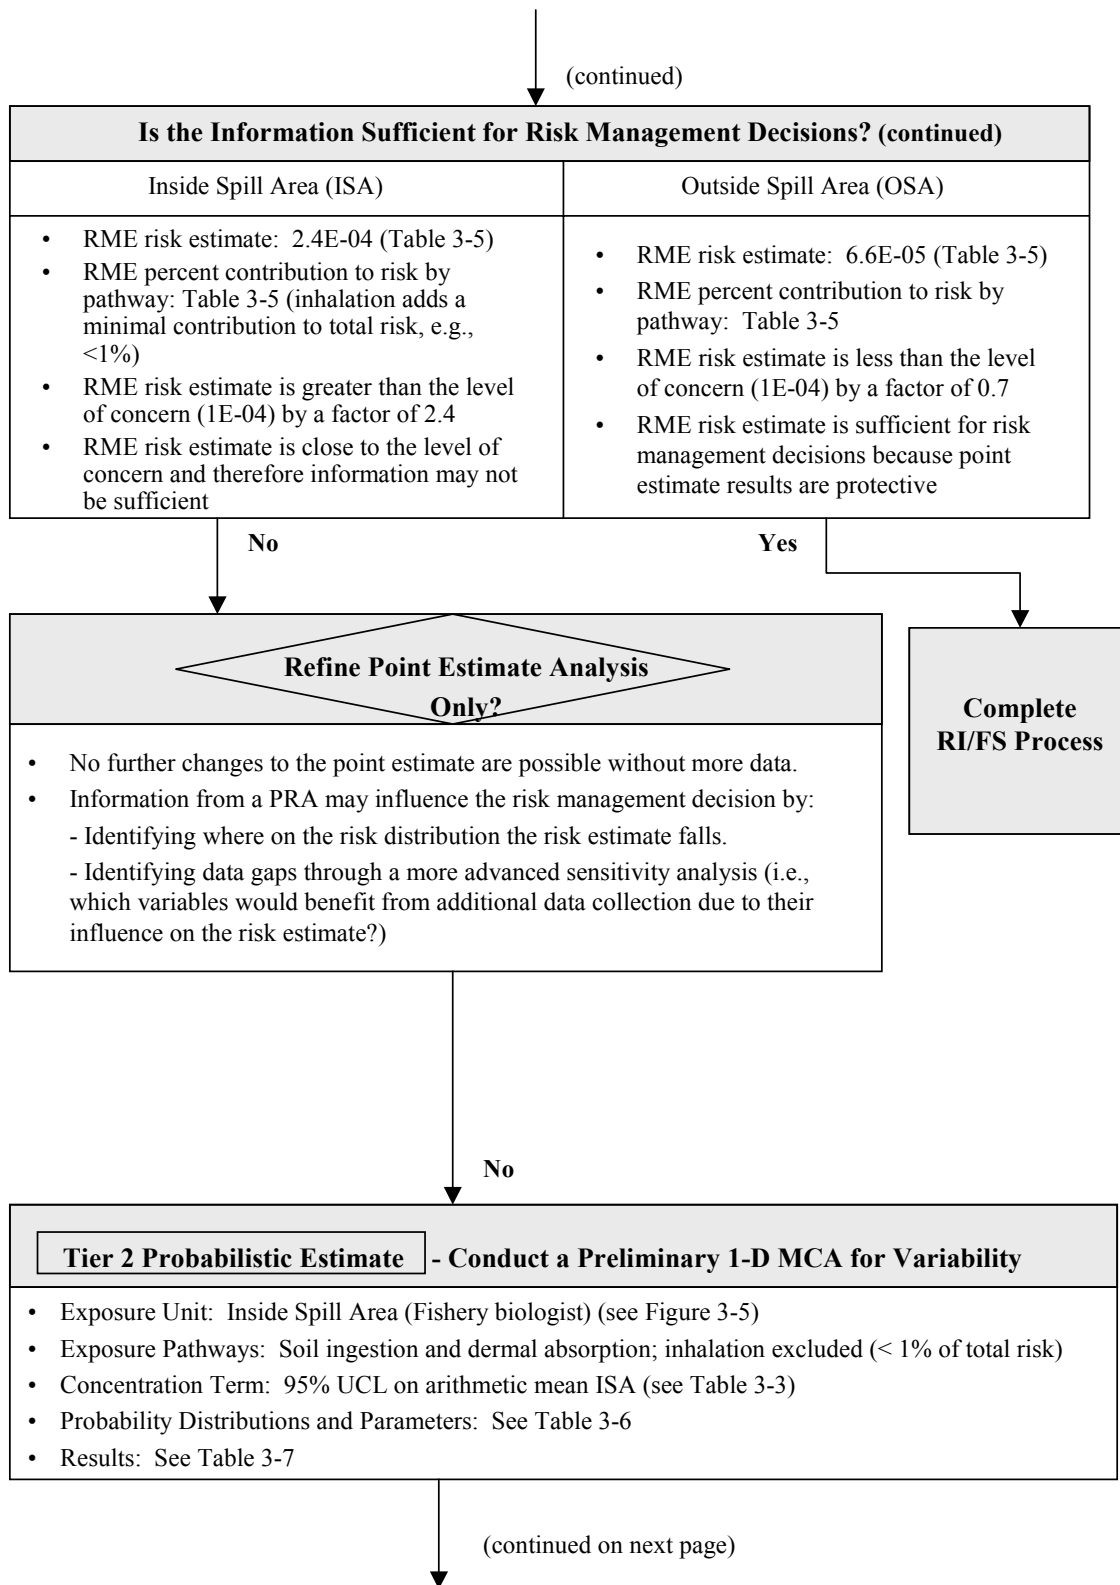 (continued)
Is the Information Sufficient for Risk Management Decisions? (continued)
Inside Spill Area (ISA)
Outside Spill Area (OSA)
• RME risk estimate: 2.4E-04 (Table 3-5)
• RME percent contribution to risk by
pathway: Table 3-5 (inhalation adds a
minimal contribution to total risk, e.g.,
<1%)
• RME risk estimate is greater than the level
of concern (1E-04) by a factor of 2.4
• RME risk estimate is close to the level of
concern and therefore information may not
be sufficient
• RME risk estimate: 6.6E-05 (Table 3-5)
• RME percent contribution to risk by
pathway: Table 3-5
• RME risk estimate is less than the level
of concern (1E-04) by a factor of 0.7
• RME risk estimate is sufficient for risk
management decisions because point
estimate results are protective
No
Yes
Refine Point Estimate Analysis
Only?
• No further changes to the point estimate are possible without more data.
• Information from a PRA may influence the risk management decision by:
- Identifying where on the risk distribution the risk estimate falls.
- Identifying data gaps through a more advanced sensitivity analysis (i.e.,
which variables would benefit from additional data collection due to their
influence on the risk estimate?)
Complete
RI/FS Process
No
Tier 2 Probabilistic Estimate - Conduct a Preliminary 1-D MCA for Variability
• Exposure Unit: Inside Spill Area (Fishery biologist) (see Figure 3-5)
• Exposure Pathways: Soil ingestion and dermal absorption; inhalation excluded (< 1% of total risk)
• Concentration Term: 95% UCL on arithmetic mean ISA (see Table 3-3)
• Probability Distributions and Parameters: See Table 3-6
• Results: See Table 3-7
(continued on next page)